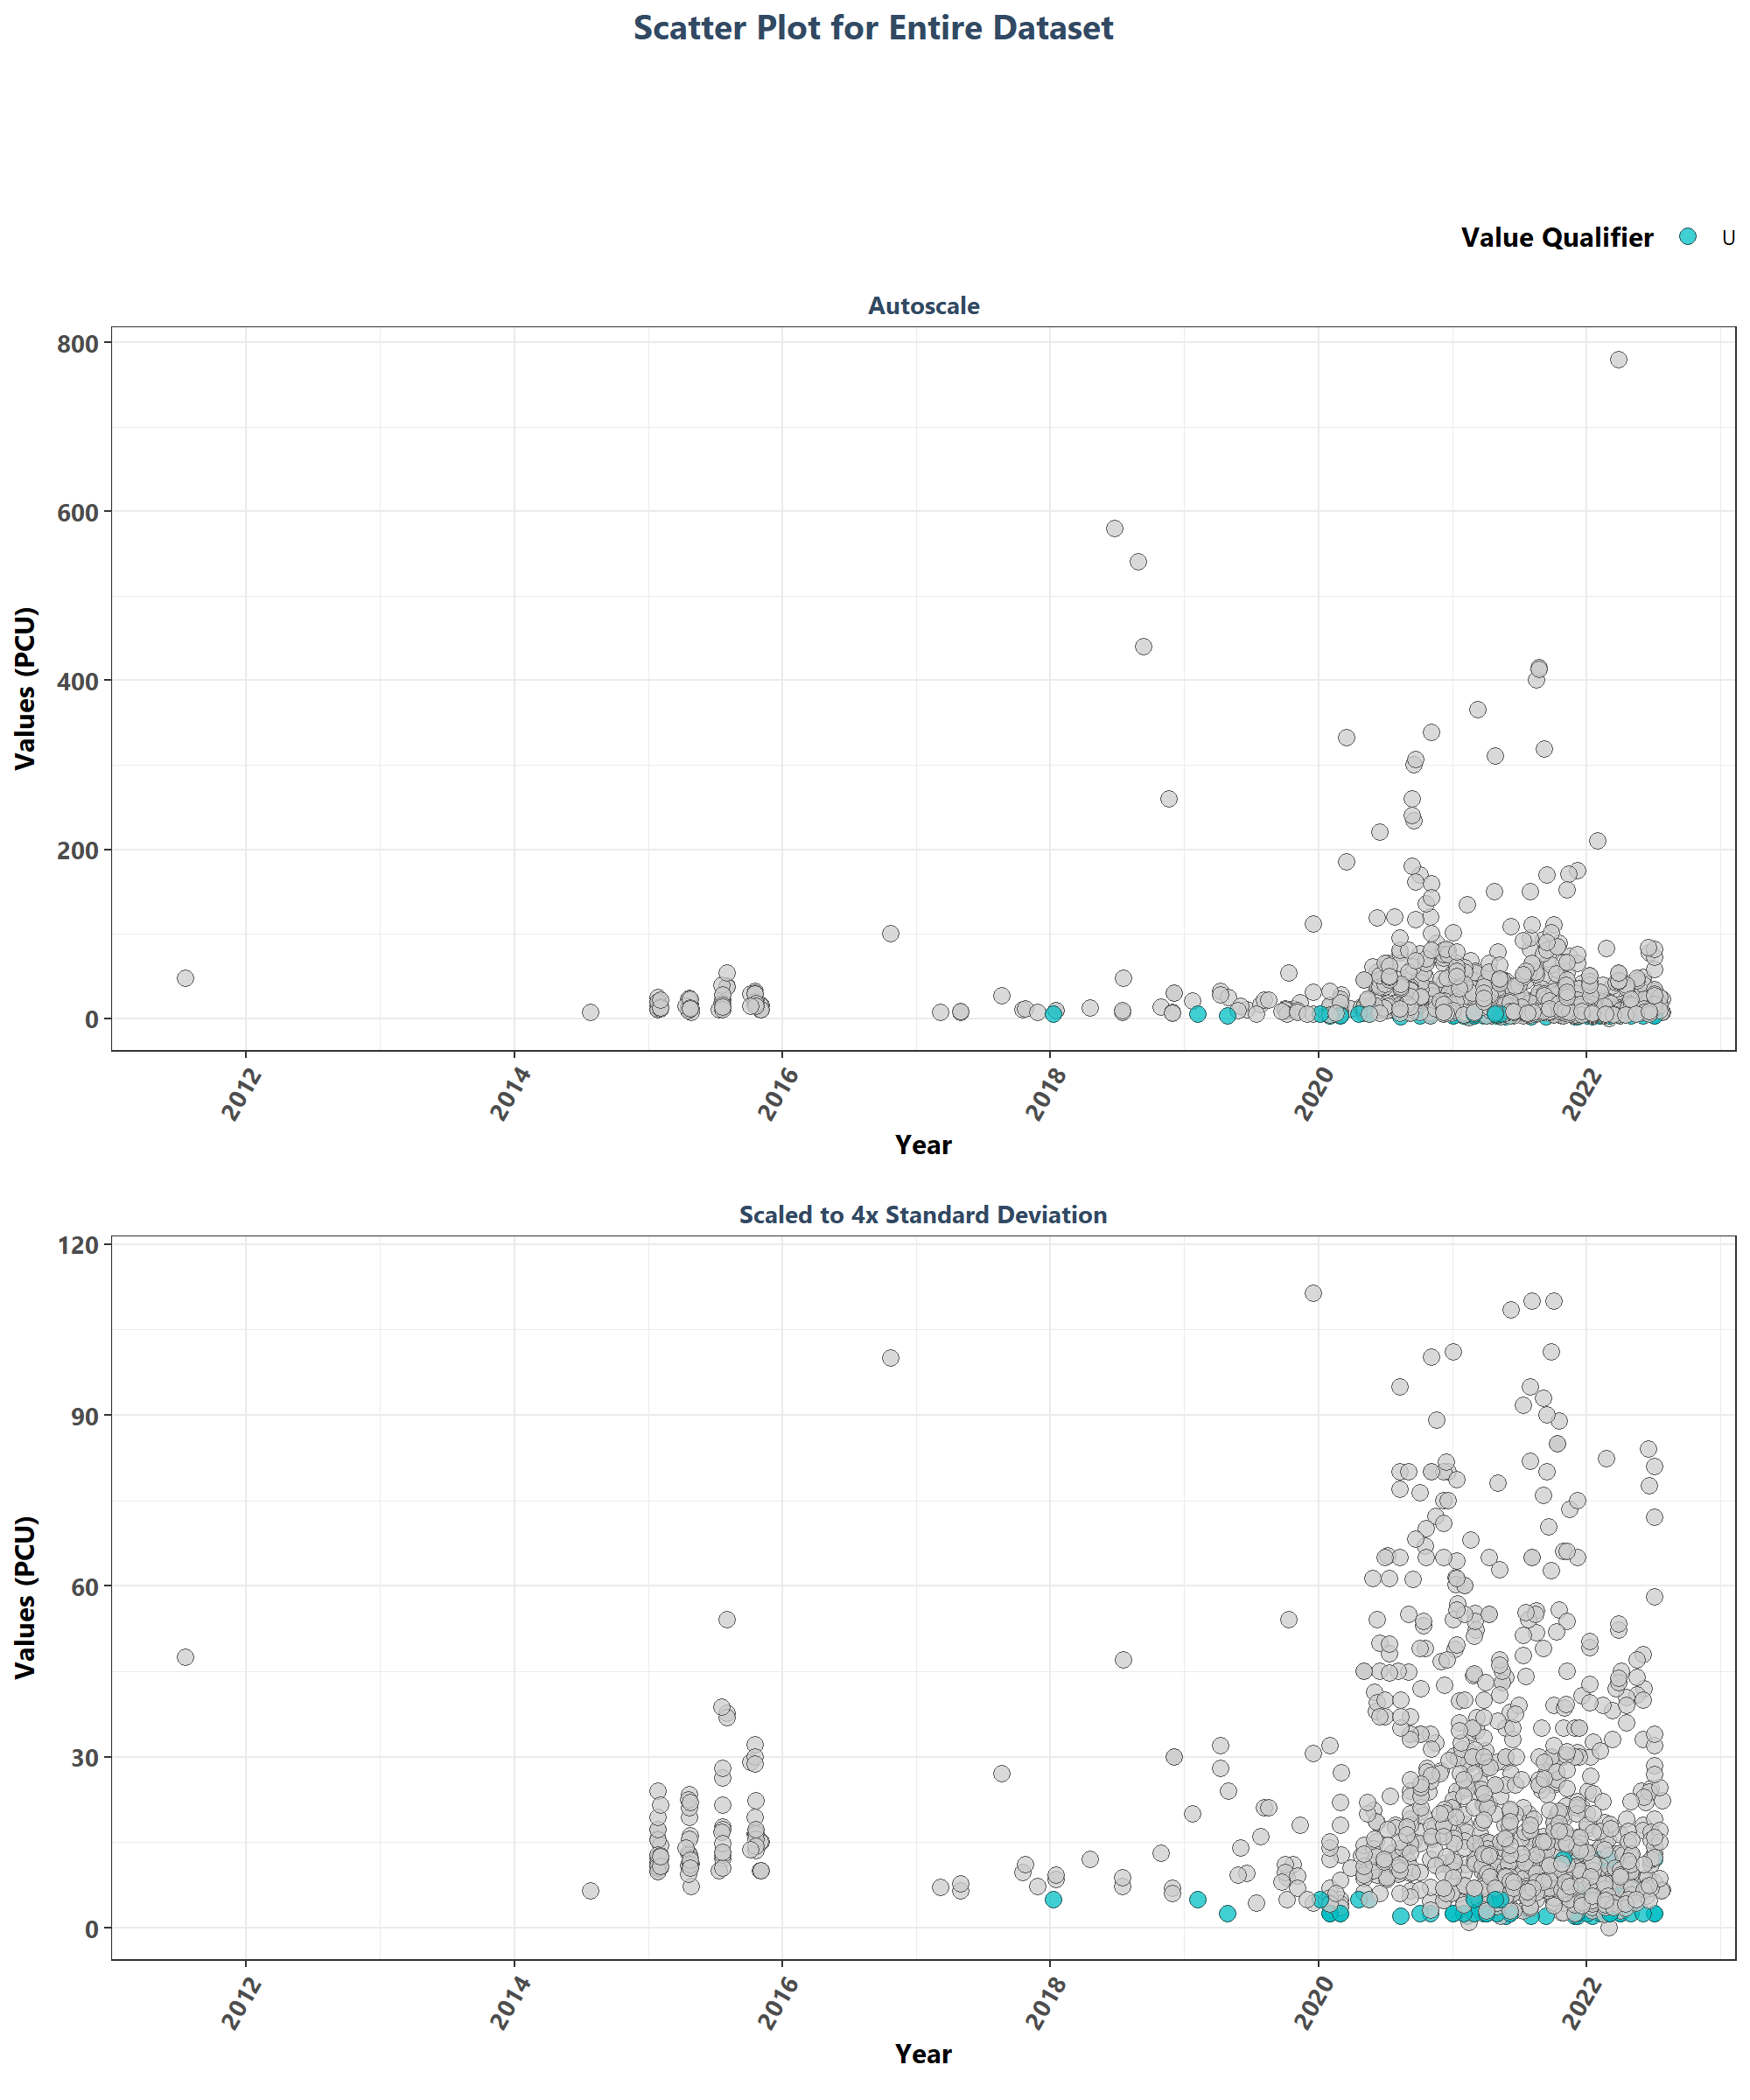 Scatter Plot for Entire Dataset
Value Qualifier U
Autoscale
800
600
400
200
0
Values (PCU)
2012 2014 2016 2018 2020 2022
Year
Scaled to 4x Standard Deviation
120
90
60
30
0
Values (PCU)
2012 2014 2016 2018 2020 2022
Year